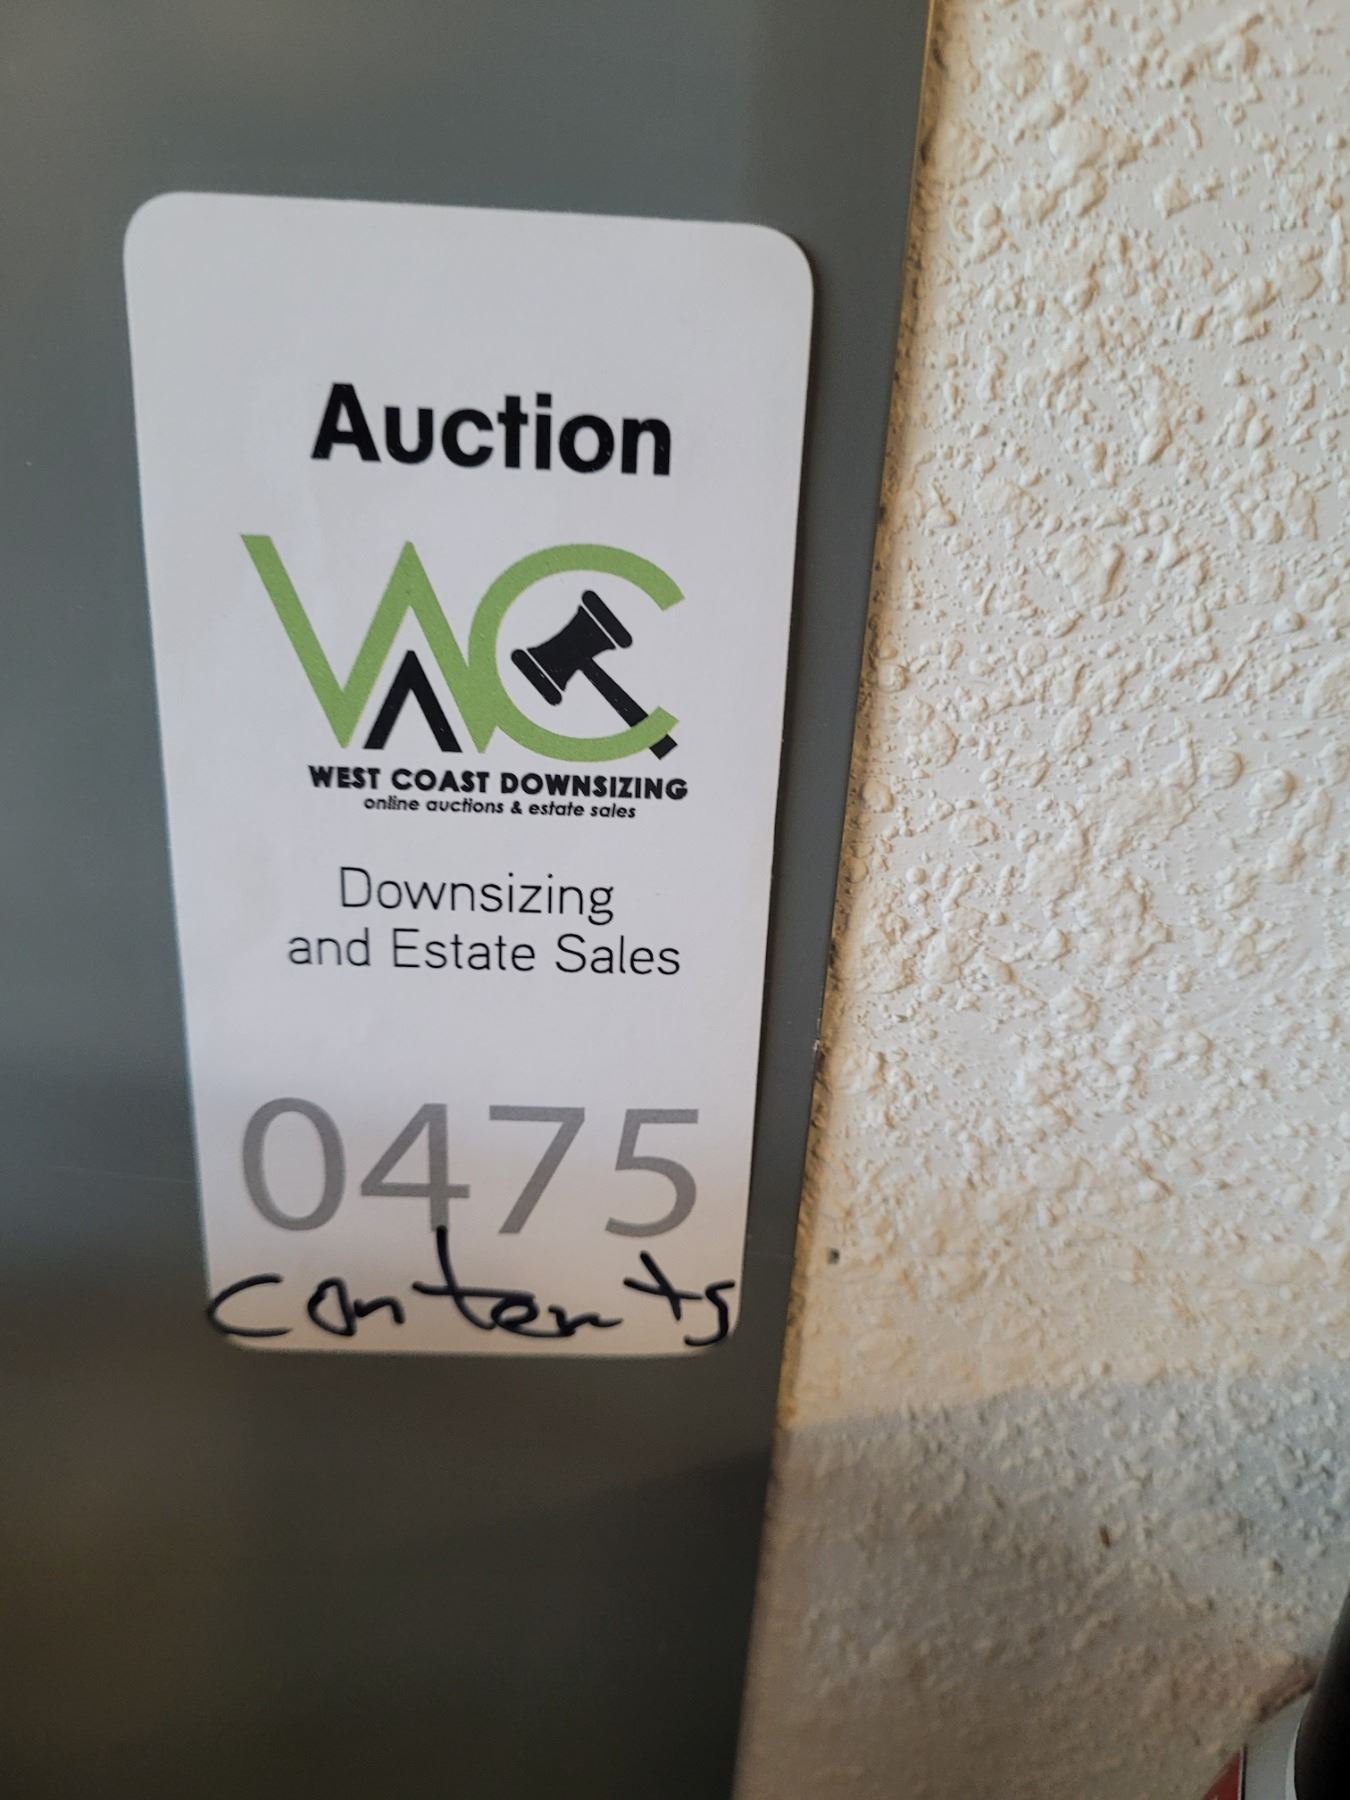 Auction
WC
WEST COAST DOWNSIZING
online auctions & estate sales
Downsizing
and Estate Sales
0475
contents